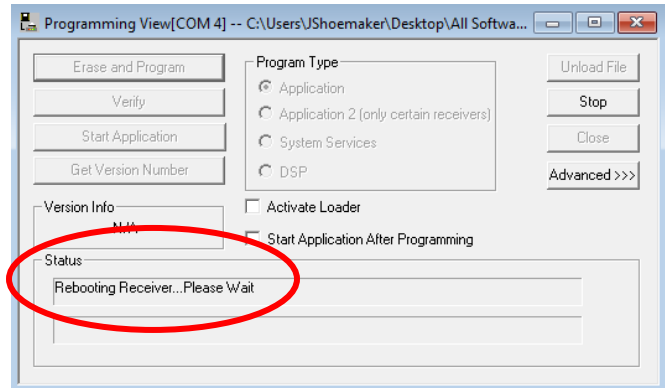 Programming View[COM 4] -- C:\Users\JShoemaker\Desktop\All Softwa...
Erase and Program
Verify
Start Application
Get Version Number
Program Type
Application
Application 2 (only certain receivers)
System Services
DSP
Unload File
Stop
Close
Advanced >>>
Version Info
N/A
Activate Loader
Start Application After Programming
Status
Rebooting Receiver...Please Wait